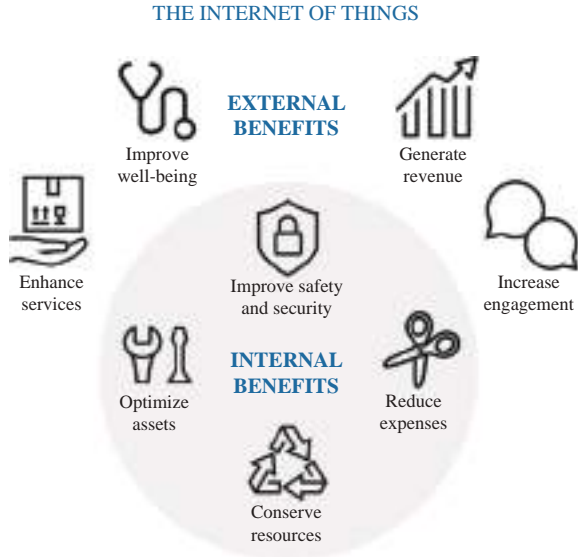 THE INTERNET OF THINGS
EXTERNAL
BENEFITS
Improve
well-being
Generate
revenue
Enhance
services
Improve safety
and security
Increase
engagement
INTERNAL
BENEFITS
Optimize
assets
Reduce
expenses
Conserve
resources